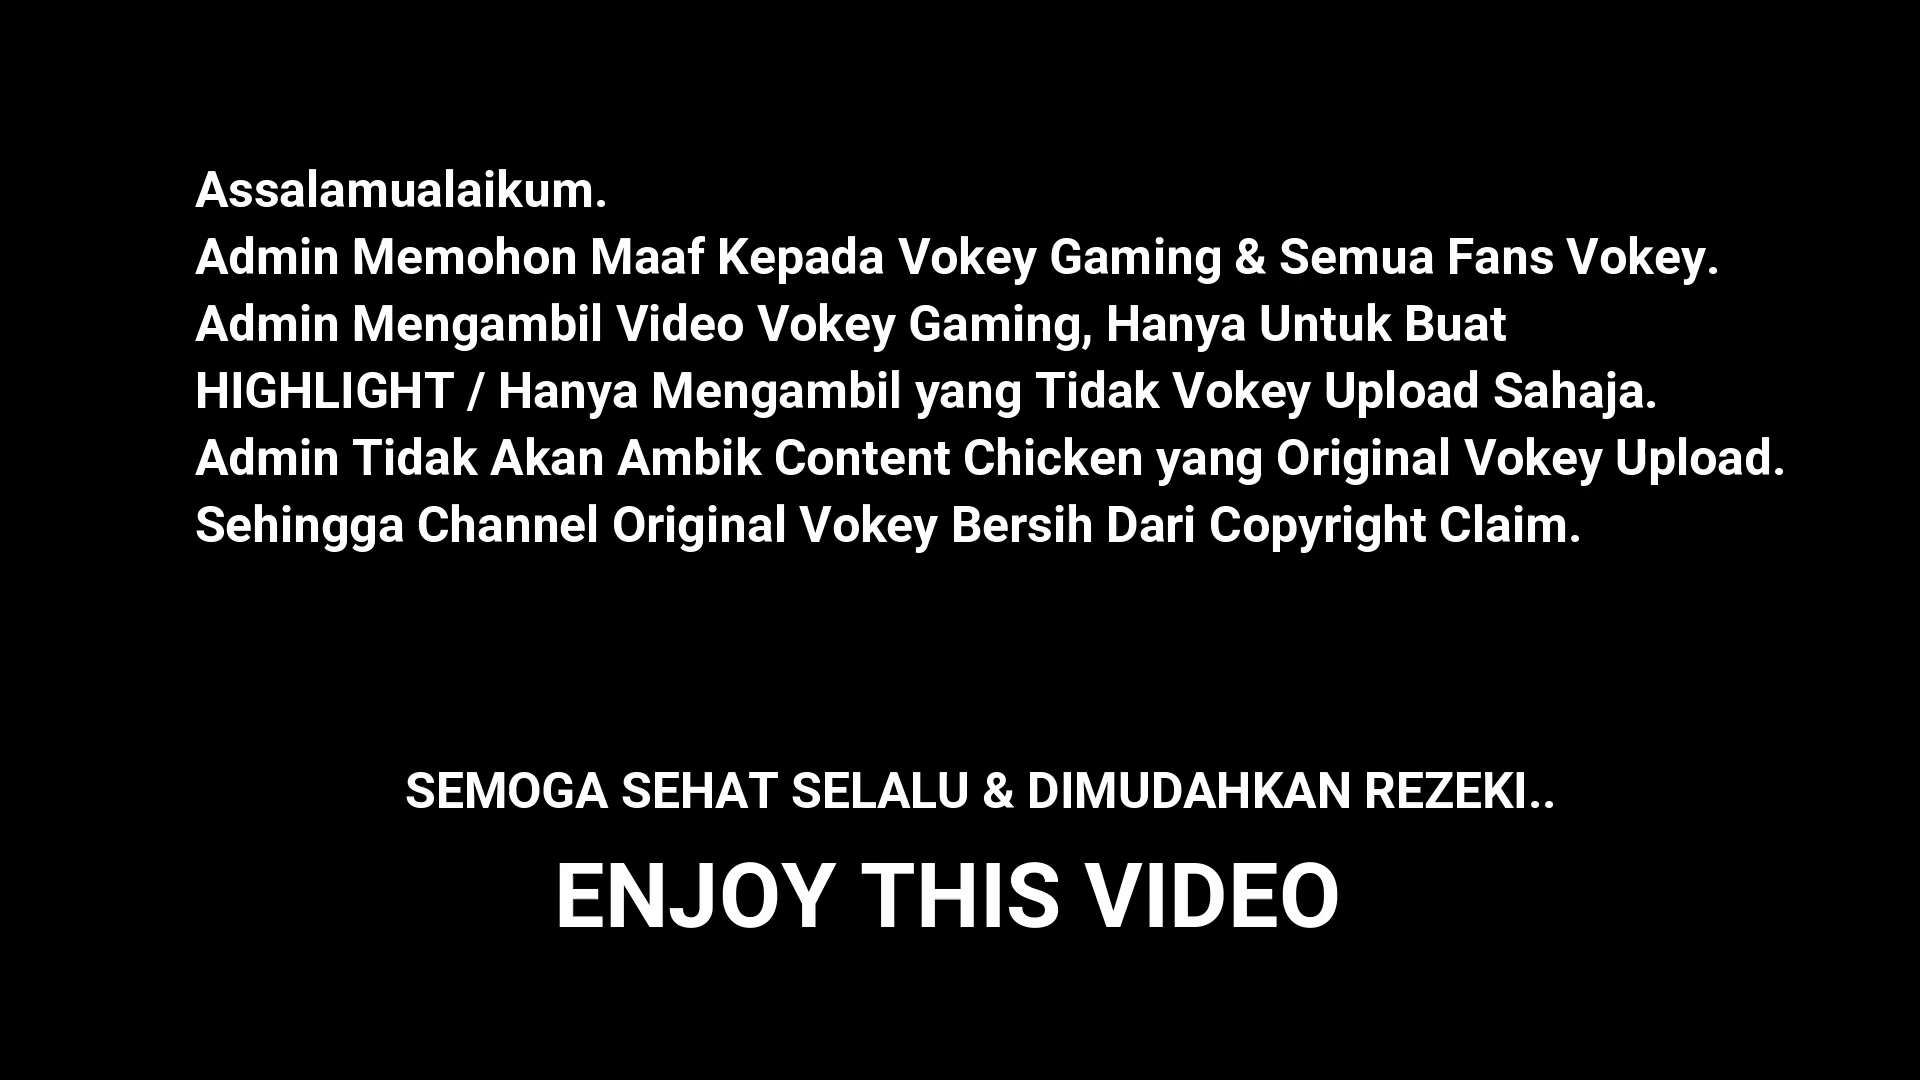 Assalamualaikum.
Admin Memohon Maaf Kepada Vokey Gaming & Semua Fans Vokey.
Admin Mengambil Video Vokey Gaming, Hanya Untuk Buat
HIGHLIGHT / Hanya Mengambil yang Tidak Vokey Upload Sahaja.
Admin Tidak Akan Ambik Content Chicken yang Original Vokey Upload.
Sehingga Channel Original Vokey Bersih Dari Copyright Claim.
SEMOGA SEHAT SELALU & DIMUDAHKAN REZEKI..
ENJOY THIS VIDEO